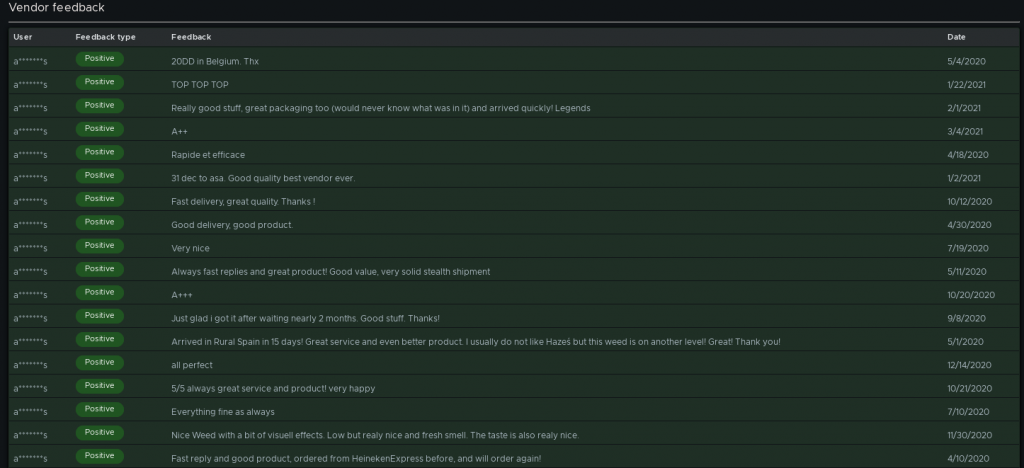 Vendor feedback
User Feedback type Feedback Date
a*******s Positive 20DD in Belgium. Thx 5/4/2020
a*******s Positive TOP TOP TOP 1/22/2021
a*******s Positive Really good stuff, great packaging too (would never know what was in it) and arrived quickly! Legends 2/1/2021
a*******s Positive A++ 3/4/2021
a*******s Positive Rapide et efficace 4/18/2020
a*******s Positive 31 dec to asa. Good quality best vendor ever. 1/2/2021
a*******s Positive Fast delivery, great quality. Thanks ! 10/12/2020
a*******s Positive Good delivery, good product. 4/30/2020
a*******s Positive Very nice 7/19/2020
a*******s Positive Always fast replies and great product! Good value, very solid stealth shipment 5/11/2020
a*******s Positive A+++ 10/20/2020
a*******s Positive Just glad i got it after waiting nearly 2 months. Good stuff. Thanks! 9/8/2020
a*******s Positive Arrived in Rural Spain in 15 days! Great service and even better product. I usually do not like Haześ but this weed is on another level! Great! Thank you! 5/1/2020
a*******s Positive all perfect 12/14/2020
a*******s Positive 5/5 always great service and product! very happy 10/21/2020
a*******s Positive Everything fine as always 7/10/2020
a*******s Positive Nice Weed with a bit of visuell effects. Low but realy nice and fresh smell. The taste is also realy nice. 11/30/2020
a*******s Positive Fast reply and good product, ordered from HeinekenExpress before, and will order again! 4/10/2020